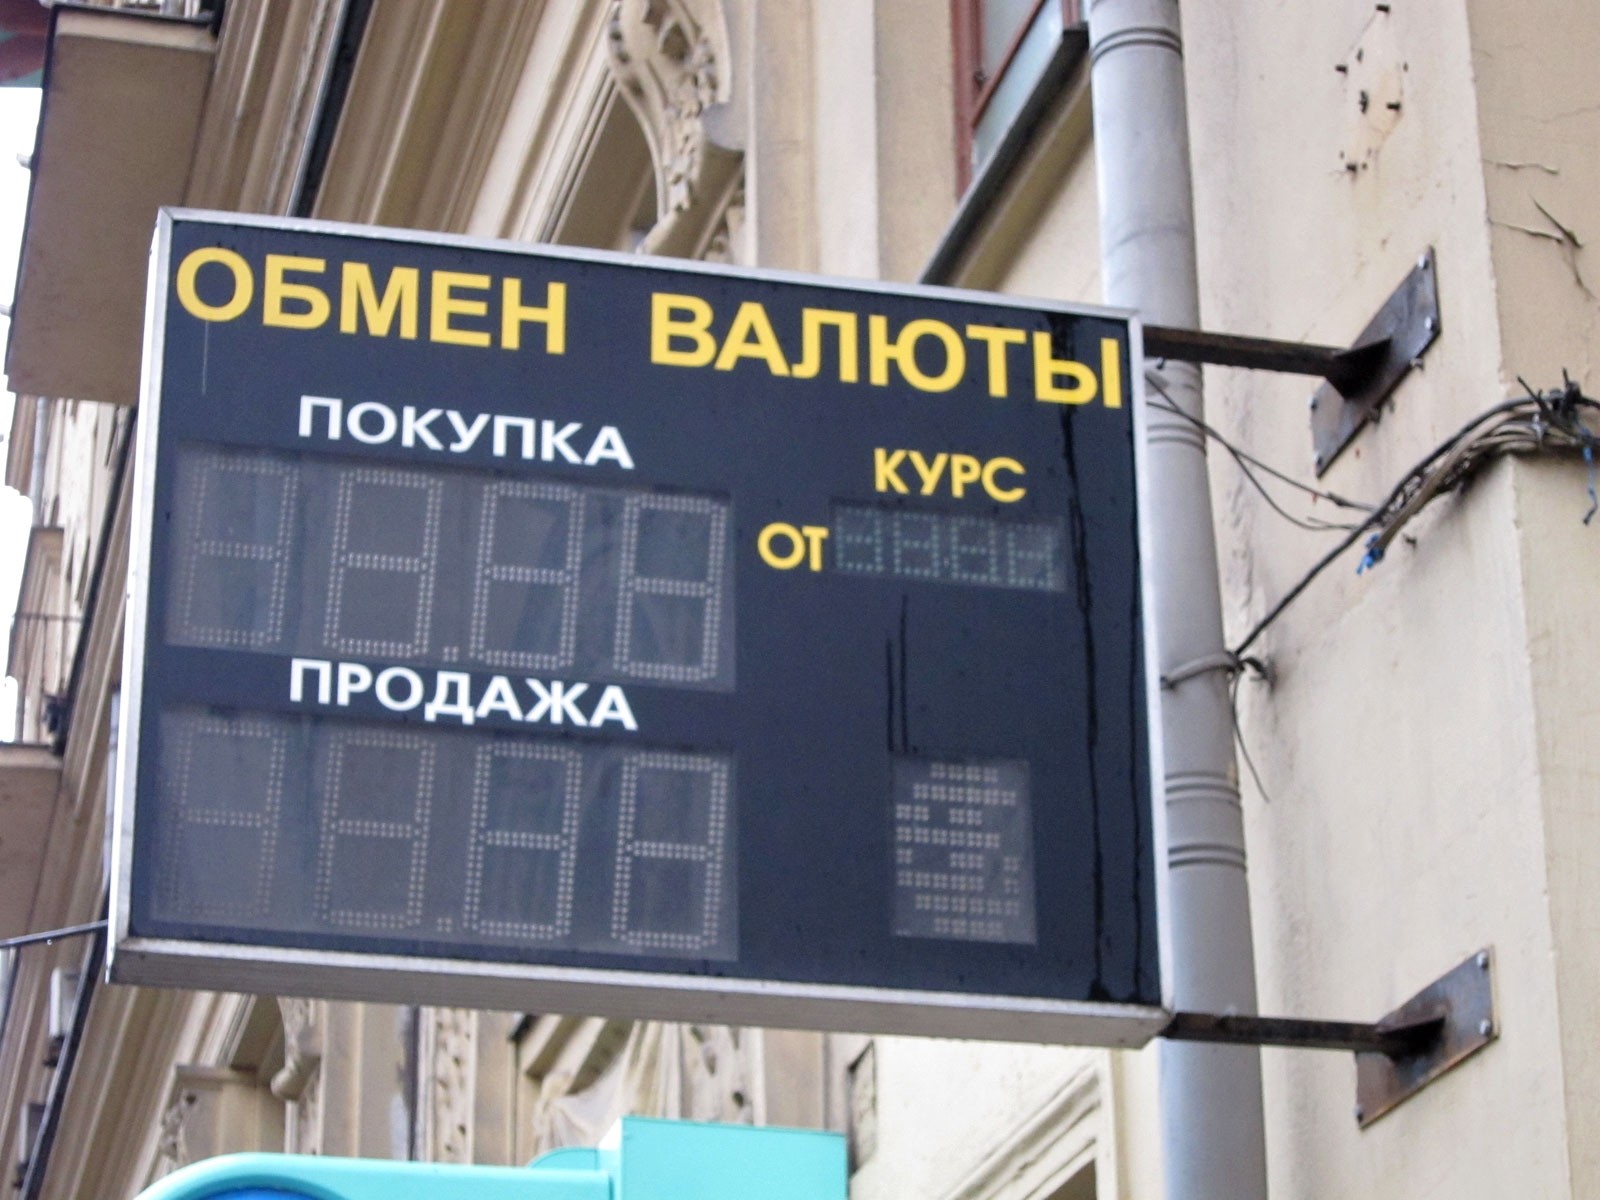 ОБМЕН ВАЛЮТЫ
ПОКУПКА
КУРС
ОТ
ПРОДАЖА